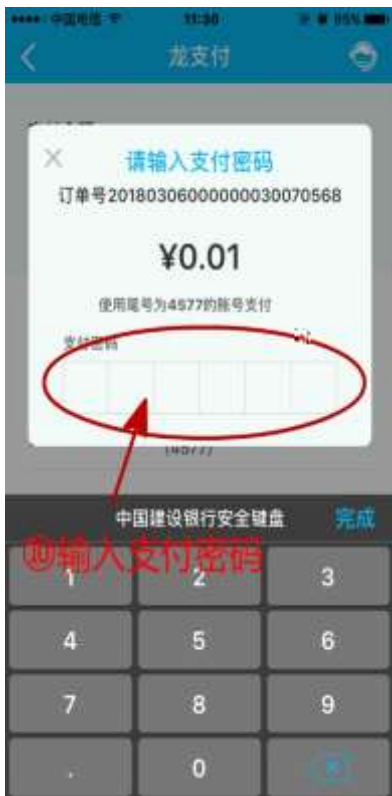 中国电信 11:30 95%
龙支付
请输入支付密码
订单号20180306000000030070568
¥0.01
使用尾号为4577的账号支付
支付密码
(4577)
中国建设银行安全键盘 完成
⑩输入支付密码
1 2 3
4 5 6
7 8 9
. 0